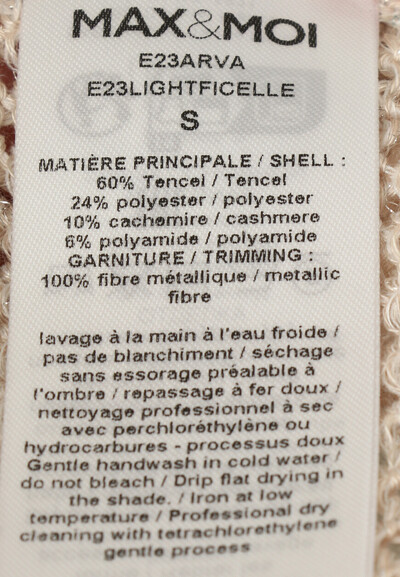 MAX&MOI
E23ARVA
E23LIGHTFICELLE
S
MATIÈRE PRINCIPALE / SHELL :
60% Tencel / Tencel
24% polyester / polyester
10% cachemire / cashmere
6% polyamide / polyamide
GARNITURE / TRIMMING :
100% fibre métallique / metallic
fibre
lavage à la main à l'eau froide /
pas de blanchiment / séchage
sans essorage préalable à
l'ombre / repassage à fer doux /
nettoyage professionnel à sec
avec perchloréthylène ou
hydrocarbures - processus doux
Gentle handwash in cold water /
do not bleach / Drip flat drying in
the shade. / Iron at low
temperature / Professional dry
cleaning with tetrachlorethylene
gentle process